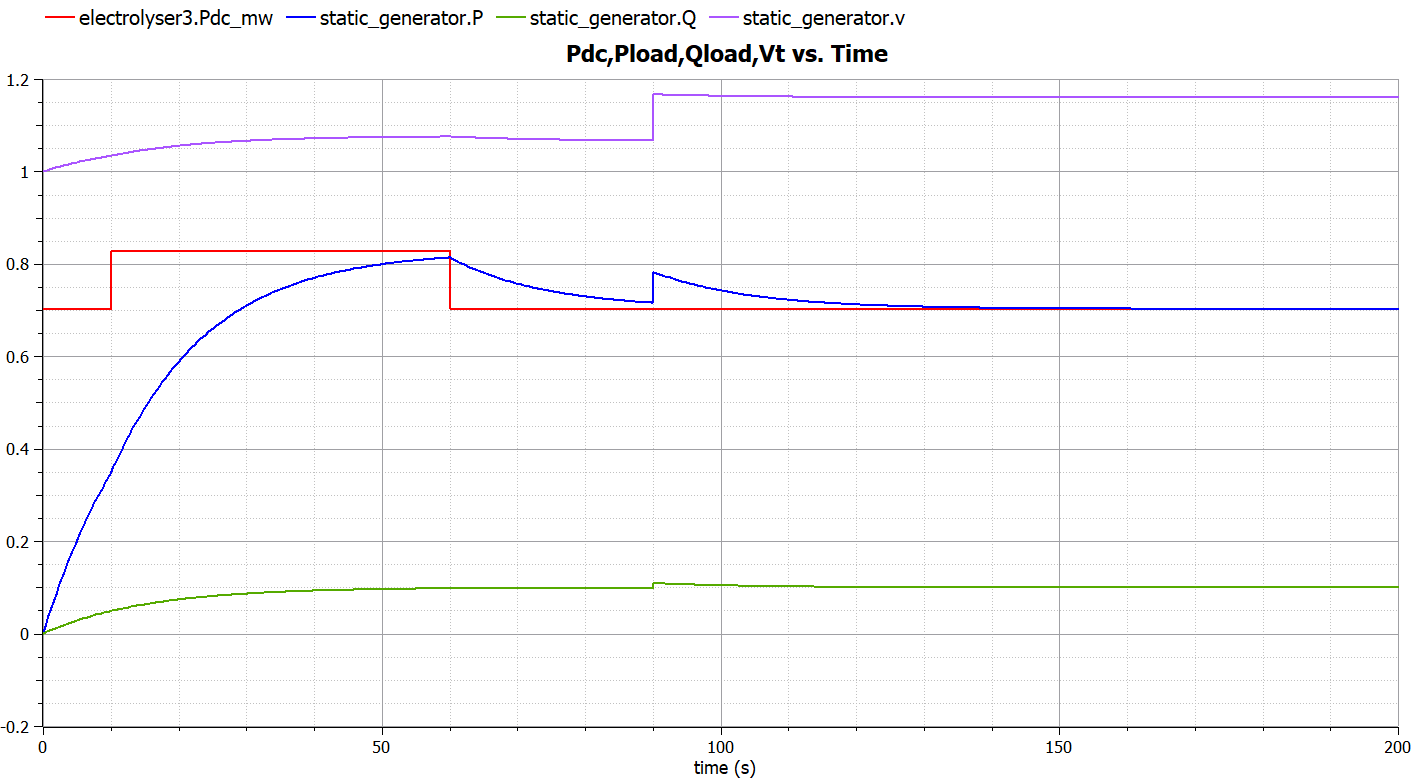 electrolyser3.Pdc_mw static_generator.P static_generator.Q static_generator.v
Pdc,Pload,Qload,Vt vs. Time
1.2
1
0.8
0.6
0.4
0.2
0
-0.2
0 50 100 150 200
time (s)